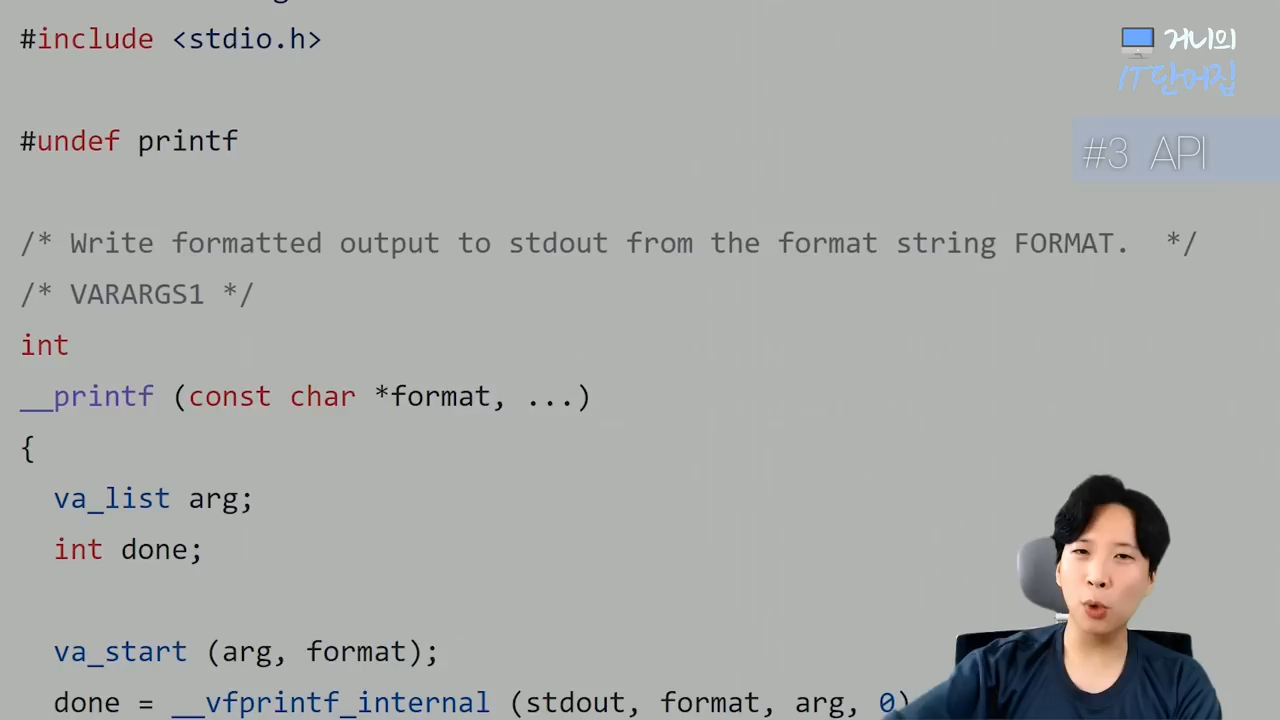 #include <stdio.h>
거니의
IT단어집
#undef printf
#3 API
/* Write formatted output to stdout from the format string FORMAT.  */
/* VARARGS1 */
int
__printf (const char *format, ...)
{
  va_list arg;
  int done;
  va_start (arg, format);
  done = __vfprintf_internal (stdout, format, arg, 0)